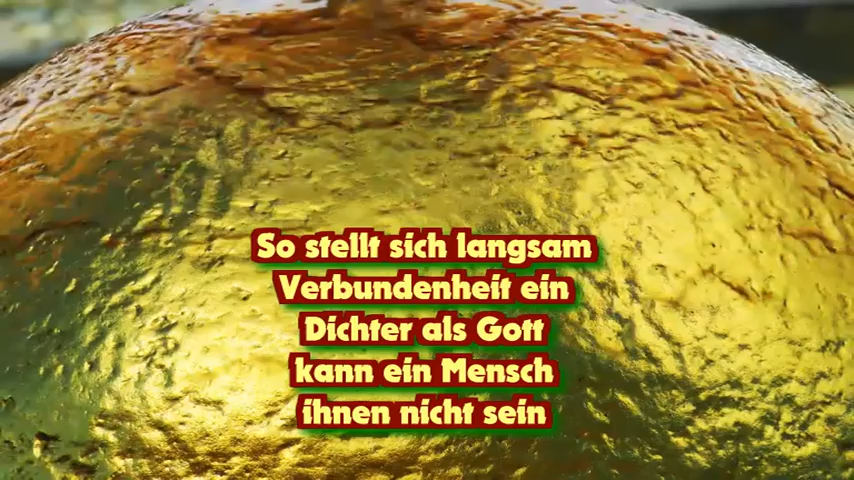 So stellt sich langsam
Verbundenheit ein
Dichter als Gott
kann ein Mensch
ihnen nicht sein